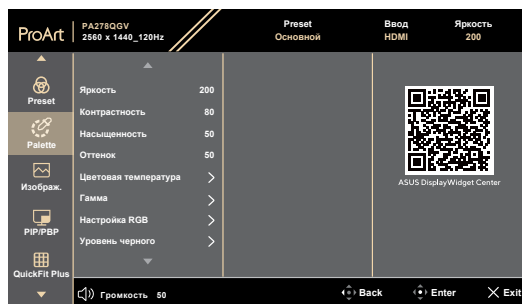 ProArt
PA278QGV
2560 x 1440_120Hz
Preset
Основной
Ввод
HDMI
Яркость
200
Preset
Palette
Изображ.
PIP/PBP
QuickFit Plus
Яркость 200
Контрастность 80
Насыщенность 50
Оттенок 50
Цветовая температура
Гамма
Настройка RGB
Уровень черного
ASUS DisplayWidget Center
Громкость 50
Back
Enter
Exit